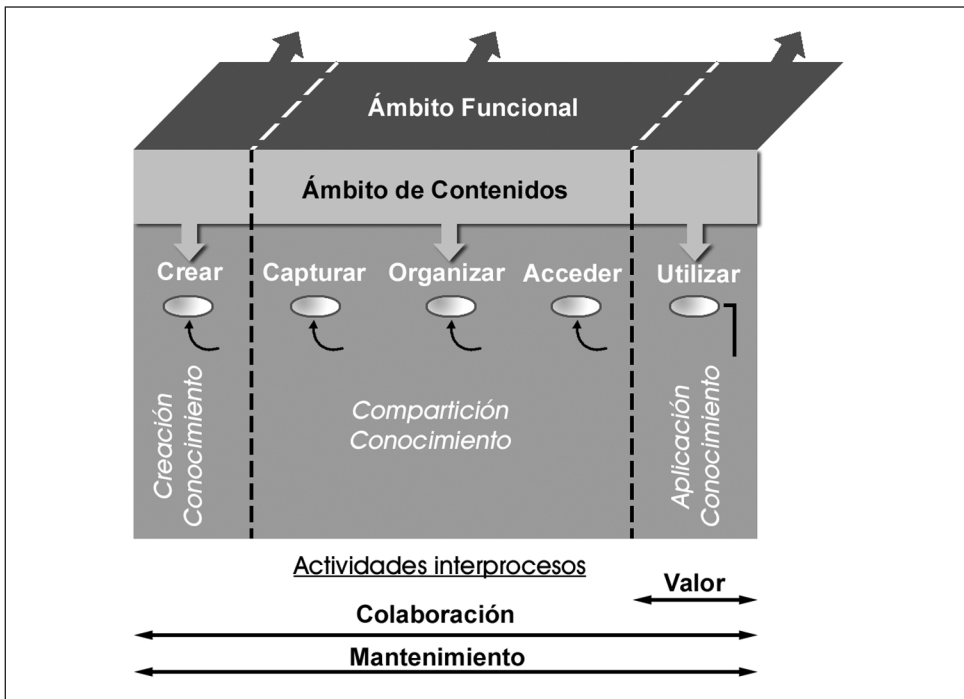 Ámbito Funcional
Ámbito de Contenidos
Crear
Capturar
Organizar
Acceder
Utilizar
Creación
Conocimiento
Compartición
Conocimiento
Aplicación
Conocimiento
Actividades interprocesos
Valor
Colaboración
Mantenimiento